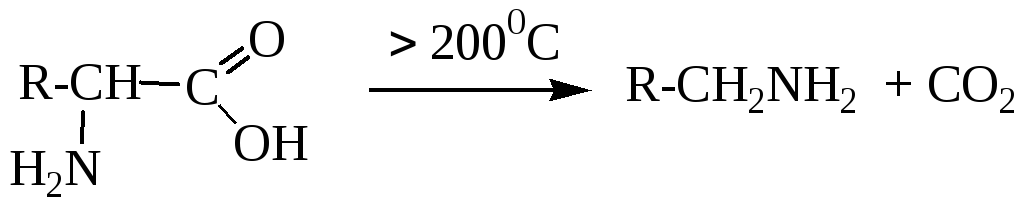 O
> 200⁰C
R-CH C R-CH₂NH₂ + CO₂
OH
H₂N